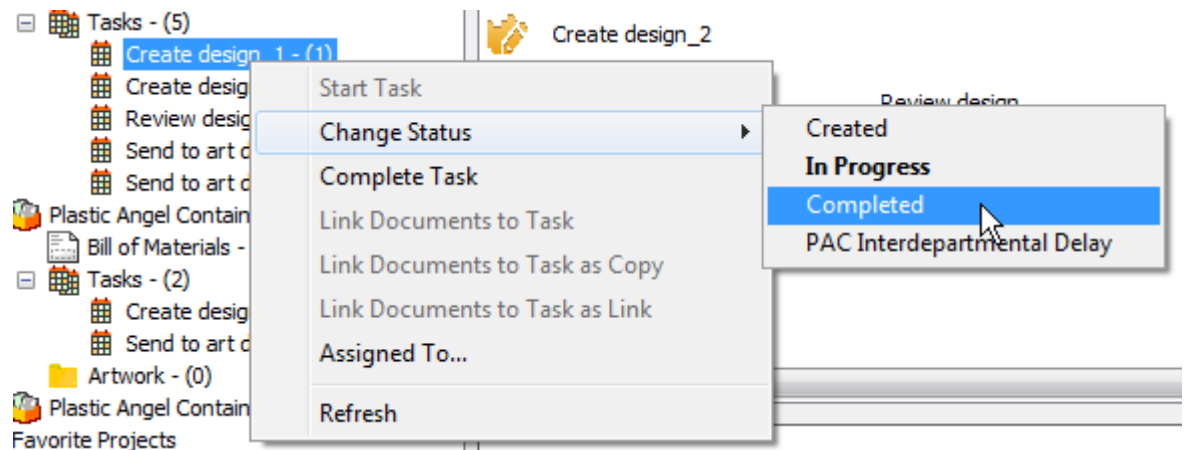 Tasks - (5)
Create design_1 - (1)
Create desig
Review desig
Send to art d
Send to art d
Plastic Angel Contain
Bill of Materials -
Tasks - (2)
Create desig
Send to art d
Artwork - (0)
Plastic Angel Contain
Favorite Projects
Create design_2
Review design
Start Task
Change Status
Complete Task
Link Documents to Task
Link Documents to Task as Copy
Link Documents to Task as Link
Assigned To...
Refresh
Created
In Progress
Completed
PAC Interdepartmental Delay